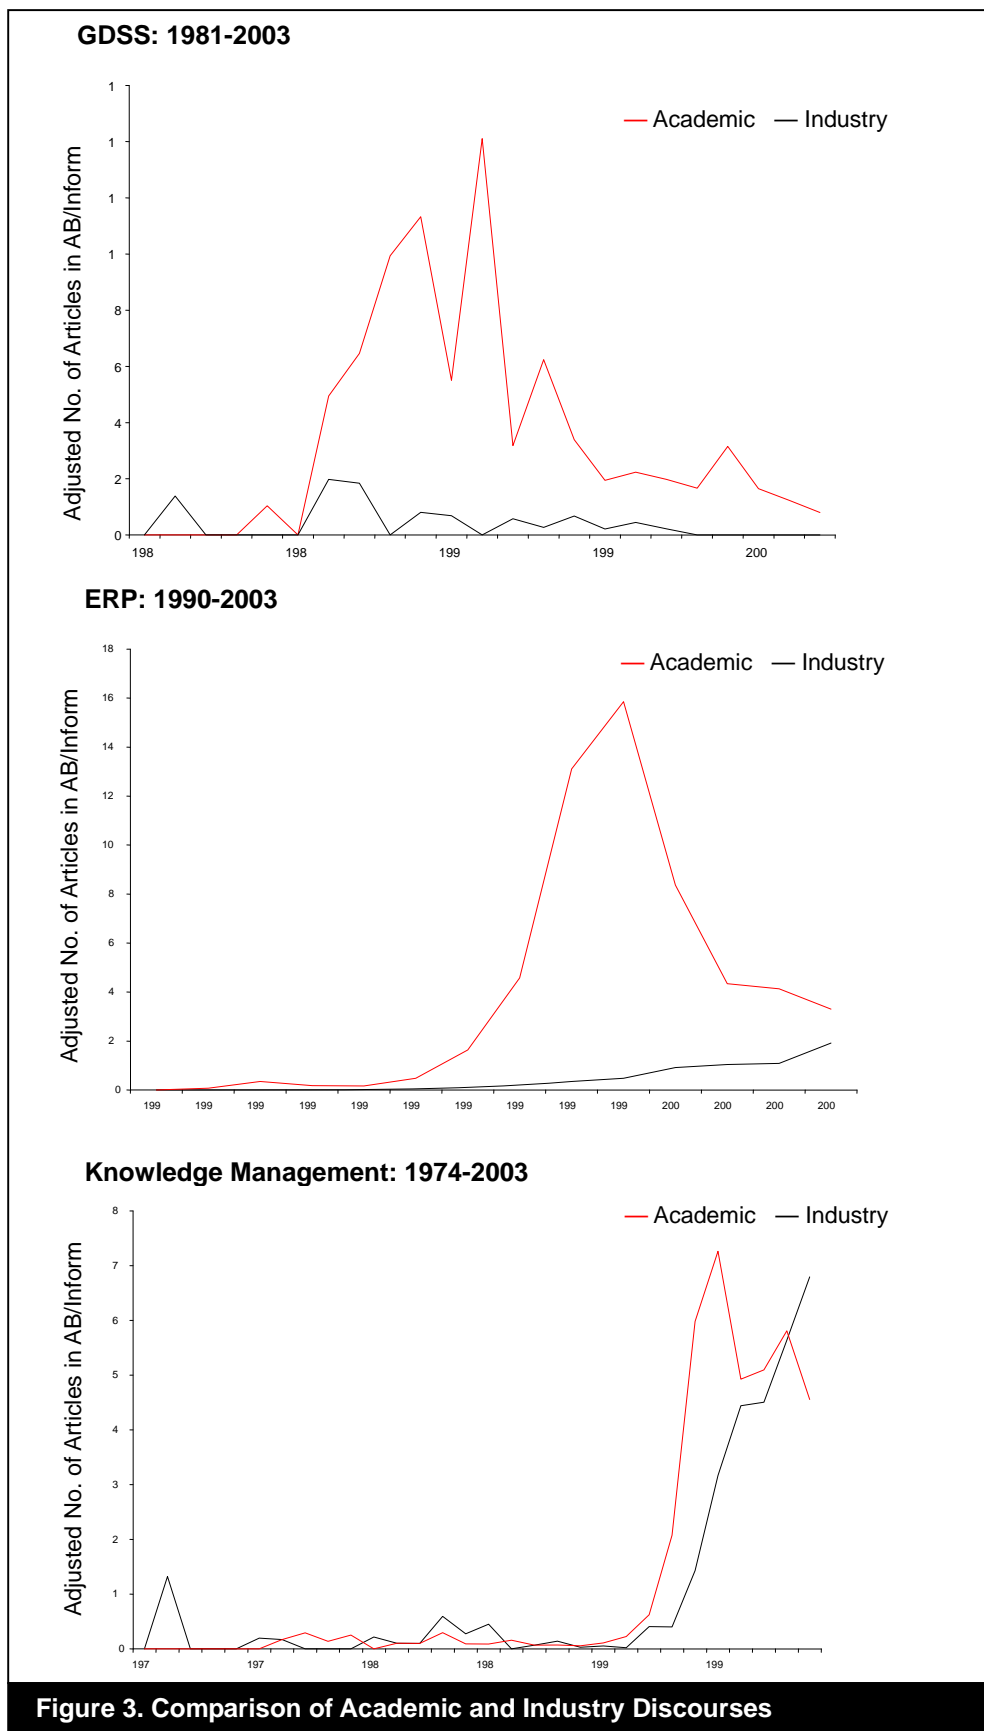 GDSS: 1981-2003
Adjusted No. of Articles in AB/Inform
Academic Industry
1
1
1
1
8
6
4
2
0
198 198 199 199 200
ERP: 1990-2003
Adjusted No. of Articles in AB/Inform
Academic Industry
18
16
14
12
10
8
6
4
2
0
199 199 199 199 199 199 199 199 199 199 200 200 200 200
Knowledge Management: 1974-2003
Adjusted No. of Articles in AB/Inform
Academic Industry
8
7
6
5
4
3
2
1
0
197 197 198 198 199 199
Figure 3. Comparison of Academic and Industry Discourses